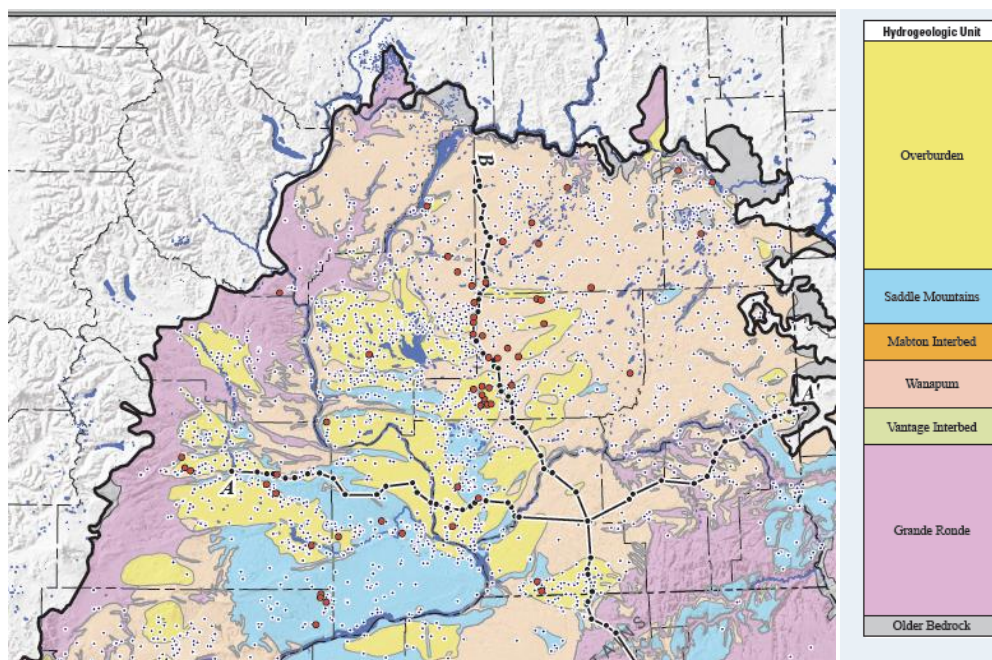 B
A
A'
Hydrogeologic Unit
Overburden
Saddle Mountains
Mabton Interbed
Wanapum
Vantage Interbed
Grande Ronde
Older Bedrock